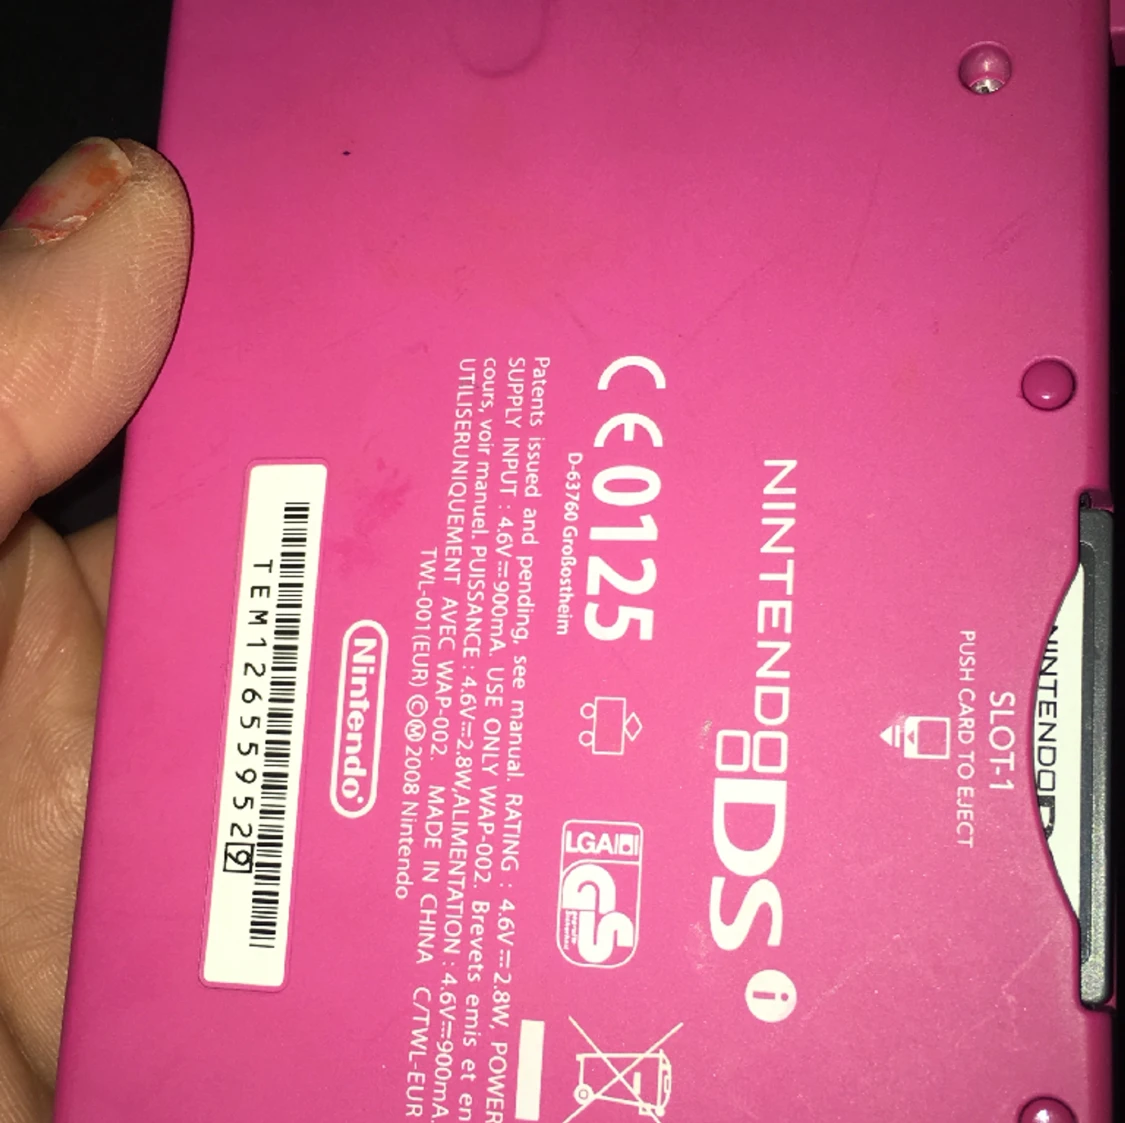 NINTENDO
SLOT-1
PUSH CARD TO EJECT
NINTENDO DSi
CE0125
D-63760 Großostheim
LGAI
GS
Patents issued and pending, see manual. RATING : 4.6V⎓2.8W, POWER
SUPPLY INPUT : 4.6V⎓900mA. USE ONLY WAP-002. Brevets emis et en
cours, voir manuel. PUISSANCE : 4.6V⎓2.8W,ALIMENTATION : 4.6V⎓900mA.
UTILISERUNIQUEMENT AVEC WAP-002. MADE IN CHINA C/TWL-EUR
TWL-001(EUR) ©Ⓜ 2008 Nintendo
Nintendo
TEM126559529